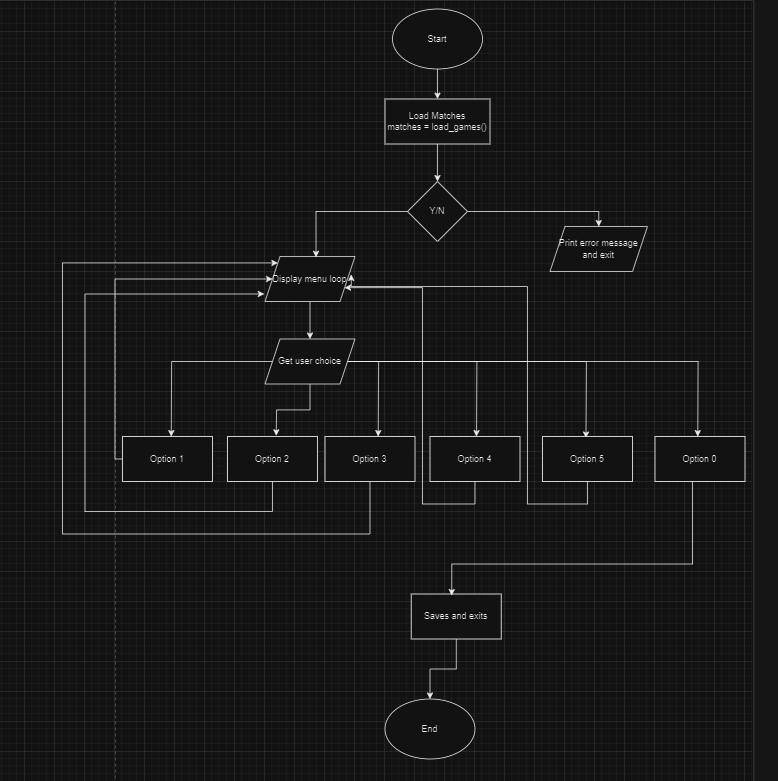 Start
Load Matches
matches = load_games()
Y/N
Print error message
and exit
Display menu loop
Get user choice
Option 1
Option 2
Option 3
Option 4
Option 5
Option 0
Saves and exits
End